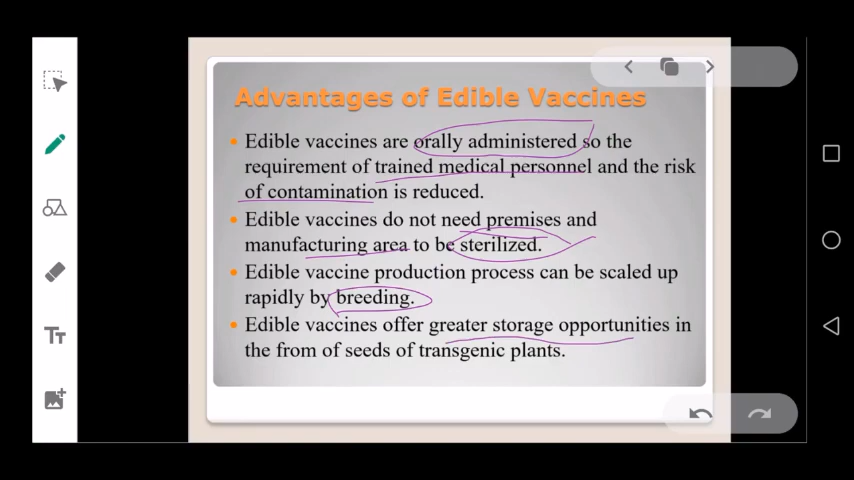 Advantages of Edible Vaccines
• Edible vaccines are orally administered so the
requirement of trained medical personnel and the risk
of contamination is reduced.
• Edible vaccines do not need premises and
manufacturing area to be sterilized.
• Edible vaccine production process can be scaled up
rapidly by breeding.
• Edible vaccines offer greater storage opportunities in
the from of seeds of transgenic plants.
Tт